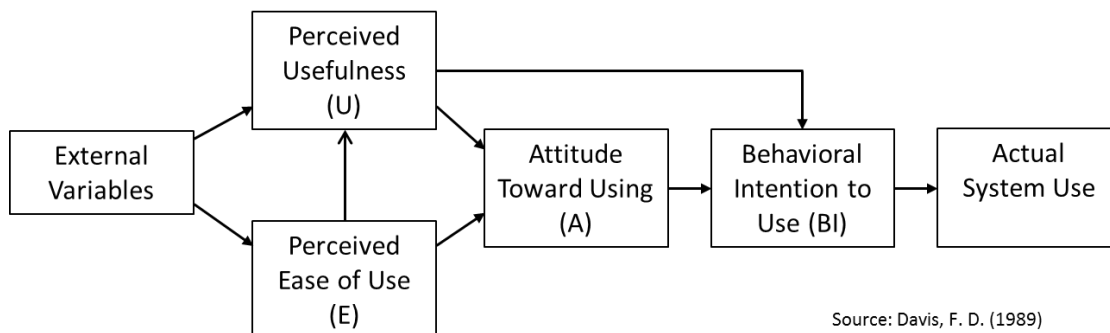 External
Variables
Perceived
Usefulness
(U)
Perceived
Ease of Use
(E)
Attitude
Toward Using
(A)
Behavioral
Intention to
Use (BI)
Actual
System Use
Source: Davis, F. D. (1989)